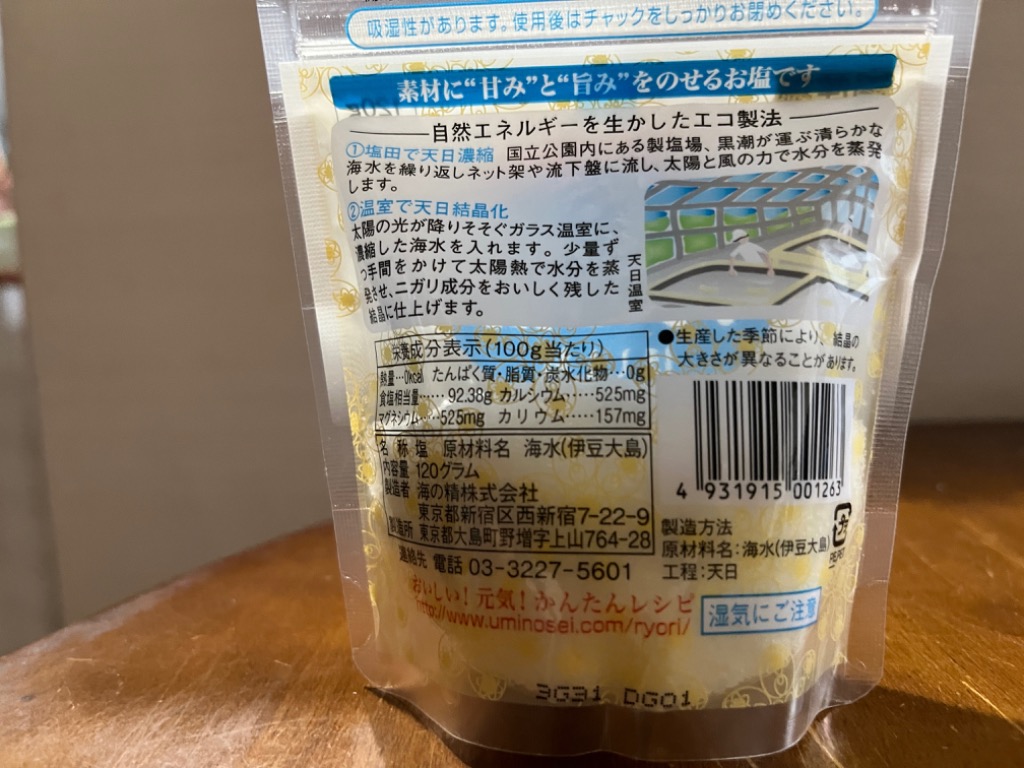 吸湿性があります。使用後はチャックをしっかりお閉めください。
素材に“甘み”と“旨み”をのせるお塩です
自然エネルギーを生かしたエコ製法
①塩田で天日濃縮 国立公園内にある製塩場、黒潮が運ぶ清らかな
海水を繰り返しネット架や流下盤に流し、太陽と風の力で水分を蒸発
します。
②温室で天日結晶化
太陽の光が降りそそぐガラス温室に、
濃縮した海水を入れます。少量ず
つ手間をかけて太陽熱で水分を蒸
発させ、ニガリ成分をおいしく残した
結晶に仕上げます。
天日温室
●生産した季節により、結晶の
大きさが異なることがあります。
栄養成分表示(100g当たり)
熱量…0kcal たんぱく質・脂質・炭水化物…0g
食塩相当量……92.38g カルシウム……525mg
マグネシウム……525mg カリウム……157mg
名称 塩 原材料名 海水(伊豆大島)
内容量 120グラム
製造者 海の精株式会社
東京都新宿区西新宿7-22-9
製造所 東京都大島町野増字上山764-28
連絡先 電話 03-3227-5601
おいしい!元気!かんたんレシピ
http://www.uminosei.com/ryori/
4 931915 001263
製造方法
原材料名:海水(伊豆大島)
工程:天日
湿気にご注意
3G31 DG01